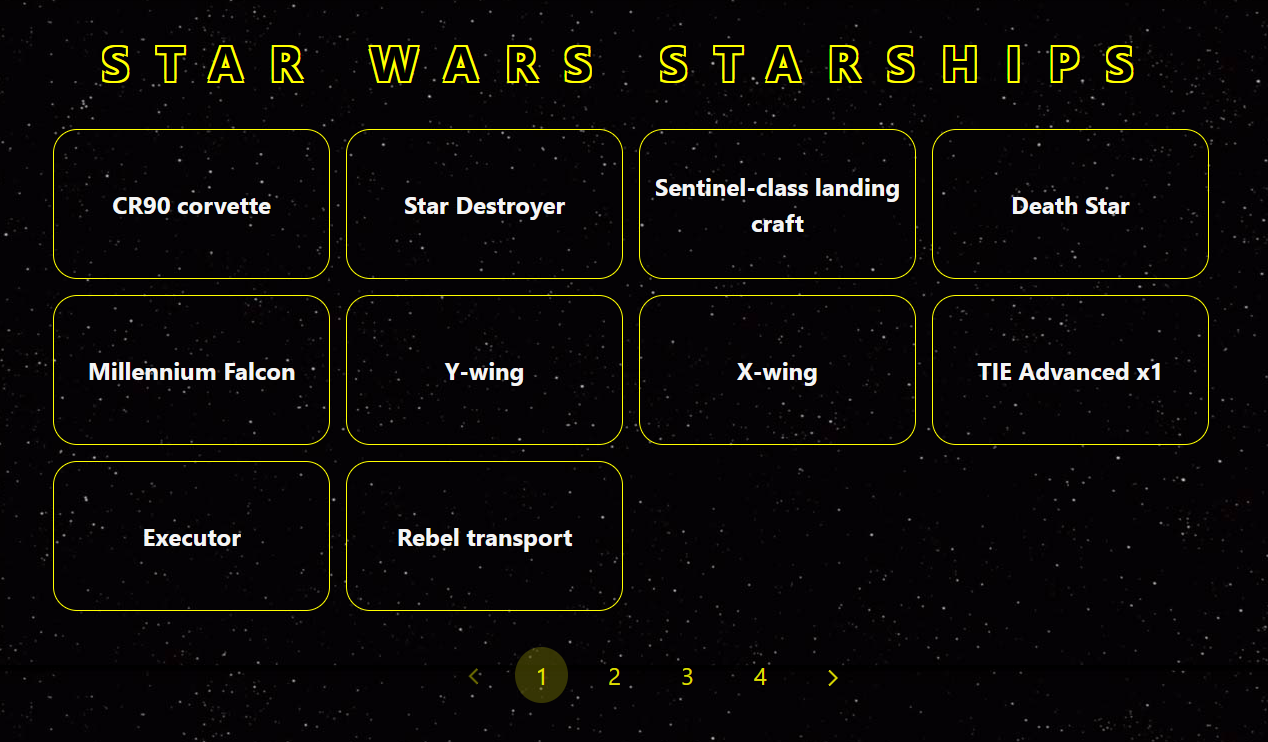 STAR WARS STARSHIPS
CR90 corvette
Star Destroyer
Sentinel-class landing
craft
Death Star
Millennium Falcon
Y-wing
X-wing
TIE Advanced x1
Executor
Rebel transport
1 2 3 4